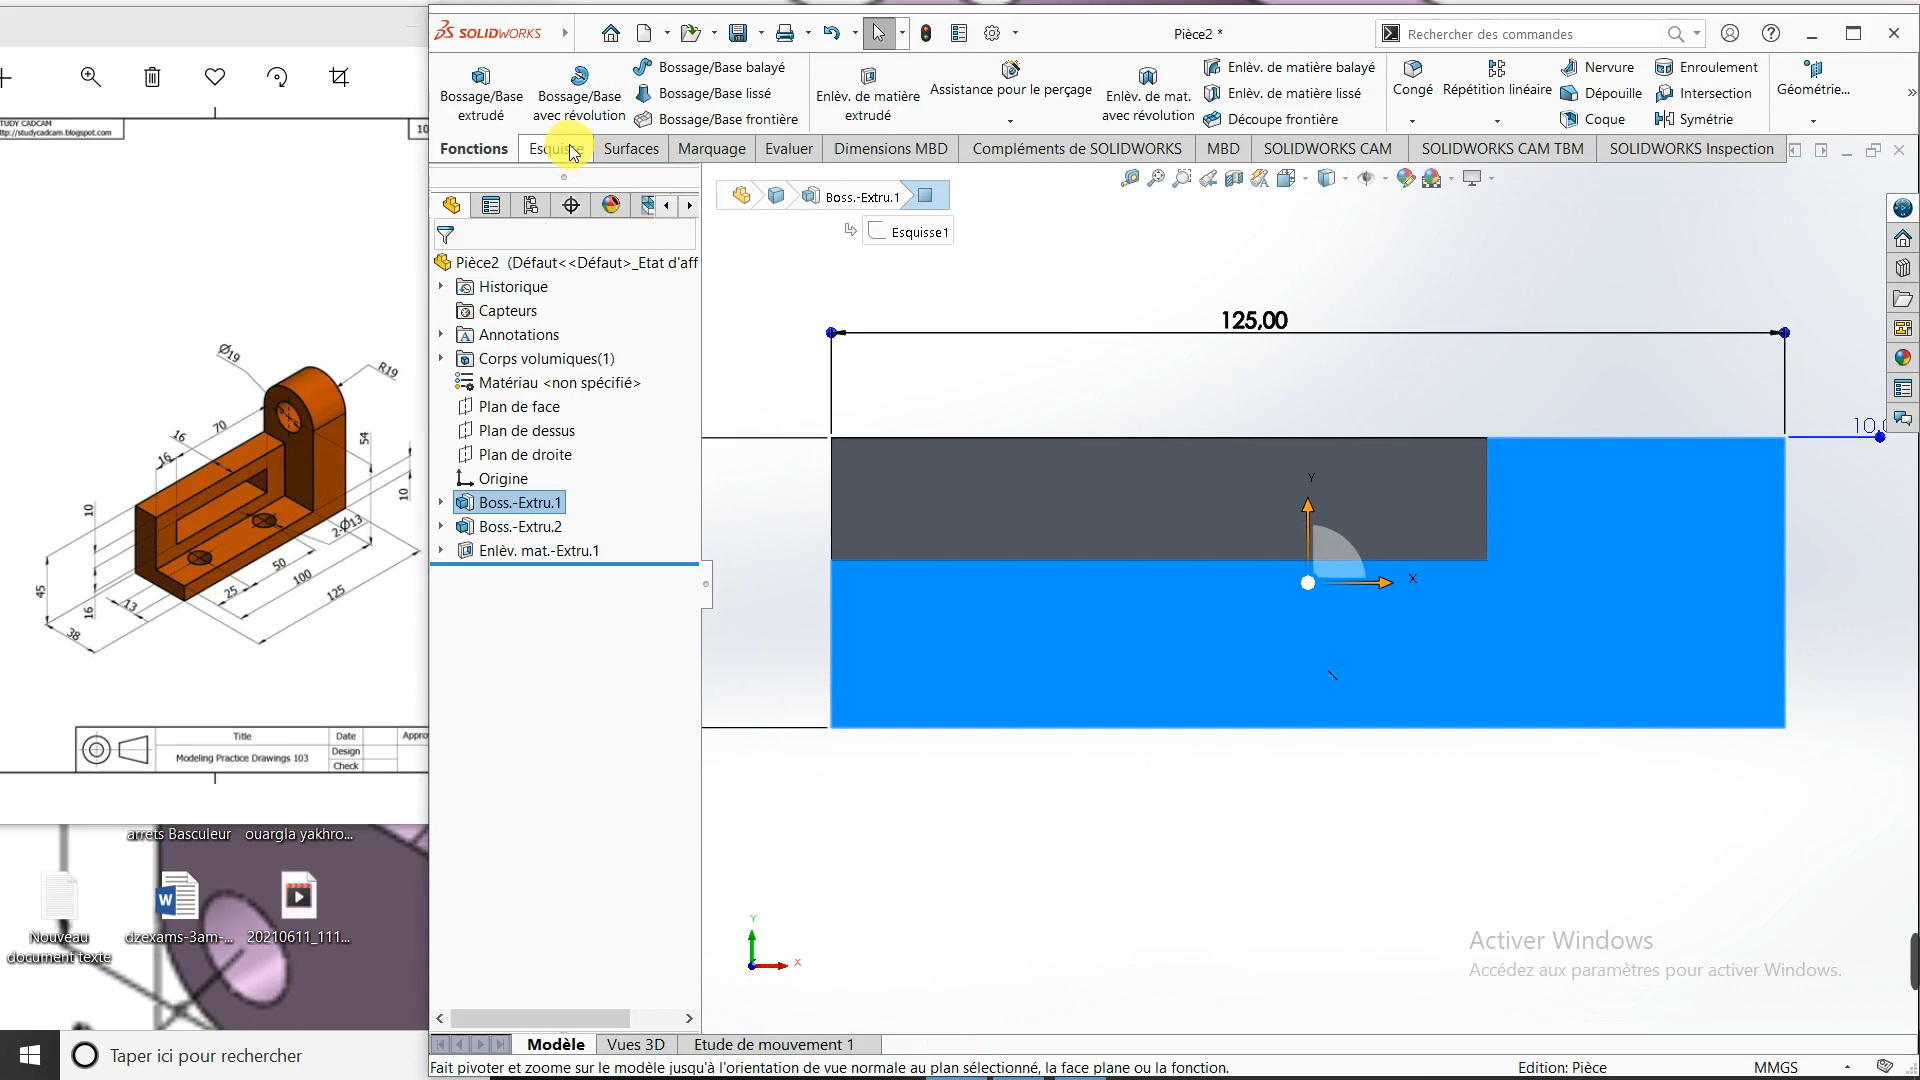 SOLIDWORKS
Pièce2 *
Rechercher des commandes
Bossage/Base extrudé
Bossage/Base avec révolution
Bossage/Base balayé
Bossage/Base lissé
Bossage/Base frontière
Enlèv. de matière extrudé
Assistance pour le perçage
Enlèv. de mat. avec révolution
Enlèv. de matière balayé
Enlèv. de matière lissé
Découpe frontière
Congé
Répétition linéaire
Nervure
Dépouille
Coque
Enroulement
Intersection
Symétrie
Géométrie...
Fonctions
Esquisse
Surfaces
Marquage
Evaluer
Dimensions MBD
Compléments de SOLIDWORKS
MBD
SOLIDWORKS CAM
SOLIDWORKS CAM TBM
SOLIDWORKS Inspection
TUDY CADCAM
ttp://studycadcam.blogspot.com
10
Boss.-Extru.1
Esquisse1
Pièce2 (Défaut<<Défaut>_Etat d'aff
Historique
Capteurs
Annotations
Corps volumiques(1)
Matériau <non spécifié>
Plan de face
Plan de dessus
Plan de droite
Origine
Boss.-Extru.1
Boss.-Extru.2
Enlèv. mat.-Extru.1
125,00
10,
Y
X
Y
X
Ø19
R19
70
16
16
54
10
10
2-Ø13
50
100
25
125
45
16
13
38
Title
Date
Appro
Modeling Practice Drawings 103
Design
Check
arrets Basculeur
ouargla yakhro...
Nouveau document texte
dzexams-3am-...
20210611_111...
Activer Windows
Accédez aux paramètres pour activer Windows.
Modèle
Vues 3D
Etude de mouvement 1
Taper ici pour rechercher
Fait pivoter et zoome sur le modèle jusqu'à l'orientation de vue normale au plan sélectionné, la face plane ou la fonction.
Edition: Pièce
MMGS